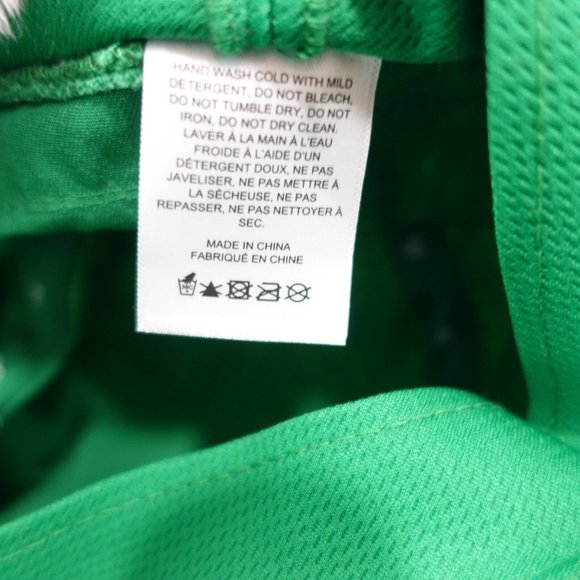 HAND WASH COLD WITH MILD
DETERGENT, DO NOT BLEACH,
DO NOT TUMBLE DRY, DO NOT
IRON, DO NOT DRY CLEAN.
LAVER À LA MAIN À L'EAU
FROIDE À L'AIDE D'UN
DÉTERGENT DOUX, NE PAS
JAVELISER, NE PAS METTRE À
LA SÉCHEUSE, NE PAS
REPASSER, NE PAS NETTOYER À
SEC.
MADE IN CHINA
FABRIQUÉ EN CHINE